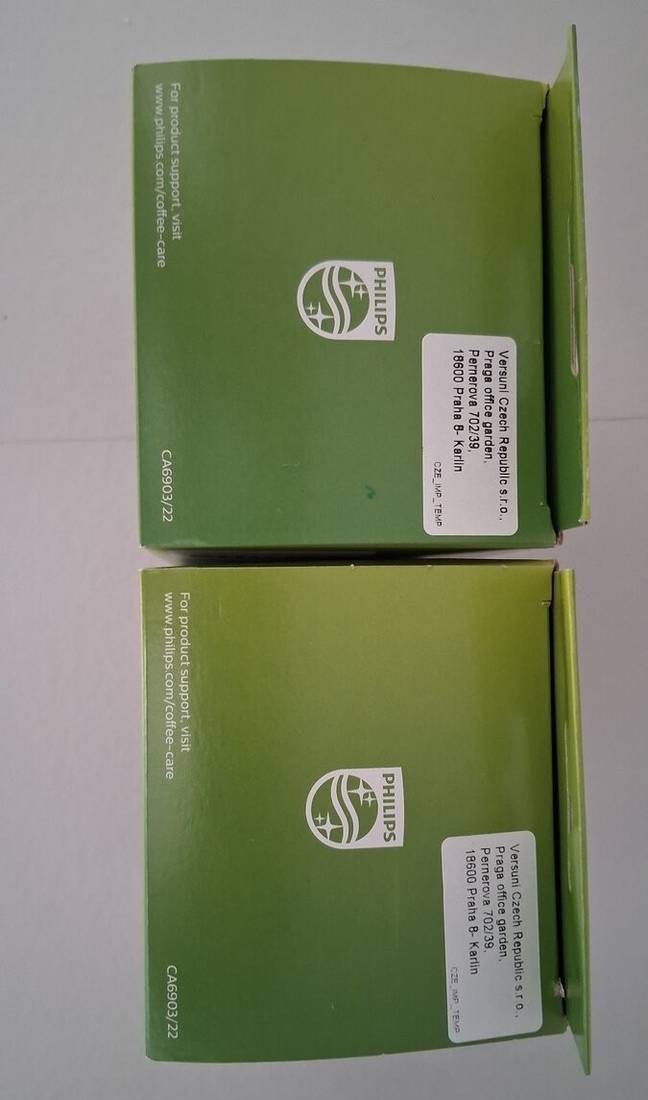 For product support, visit
www.philips.com/coffee-care
PHILIPS
CA6903/22
Versuni Czech Republic s.r.o.,
Praga office garden,
Pernerova 702/39,
18600 Praha 8- Karlin
CZE_IMP_TEMP
For product support, visit
www.philips.com/coffee-care
PHILIPS
CA6903/22
Versuni Czech Republic s.r.o.,
Praga office garden,
Pernerova 702/39,
18600 Praha 8- Karlin
CZE_IMP_TEMP